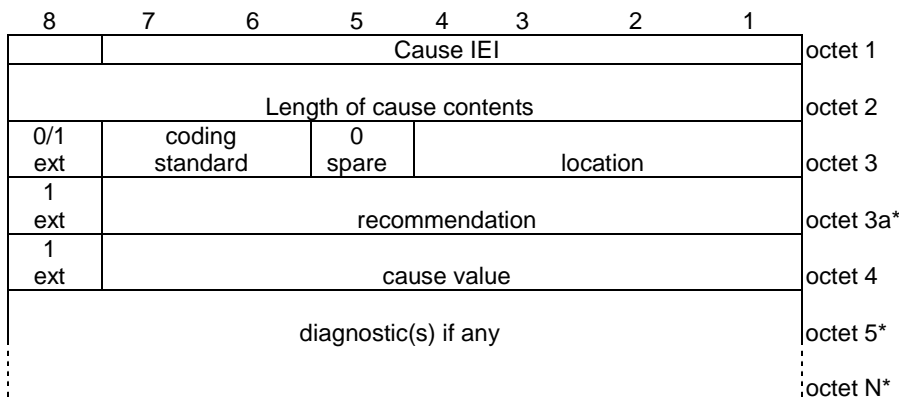 8 7 6 5 4 3 2 1
Cause IEI octet 1
Length of cause contents octet 2
0/1 coding 0
ext standard spare location octet 3
1
ext recommendation octet 3a*
1
ext cause value octet 4
diagnostic(s) if any octet 5*
octet N*